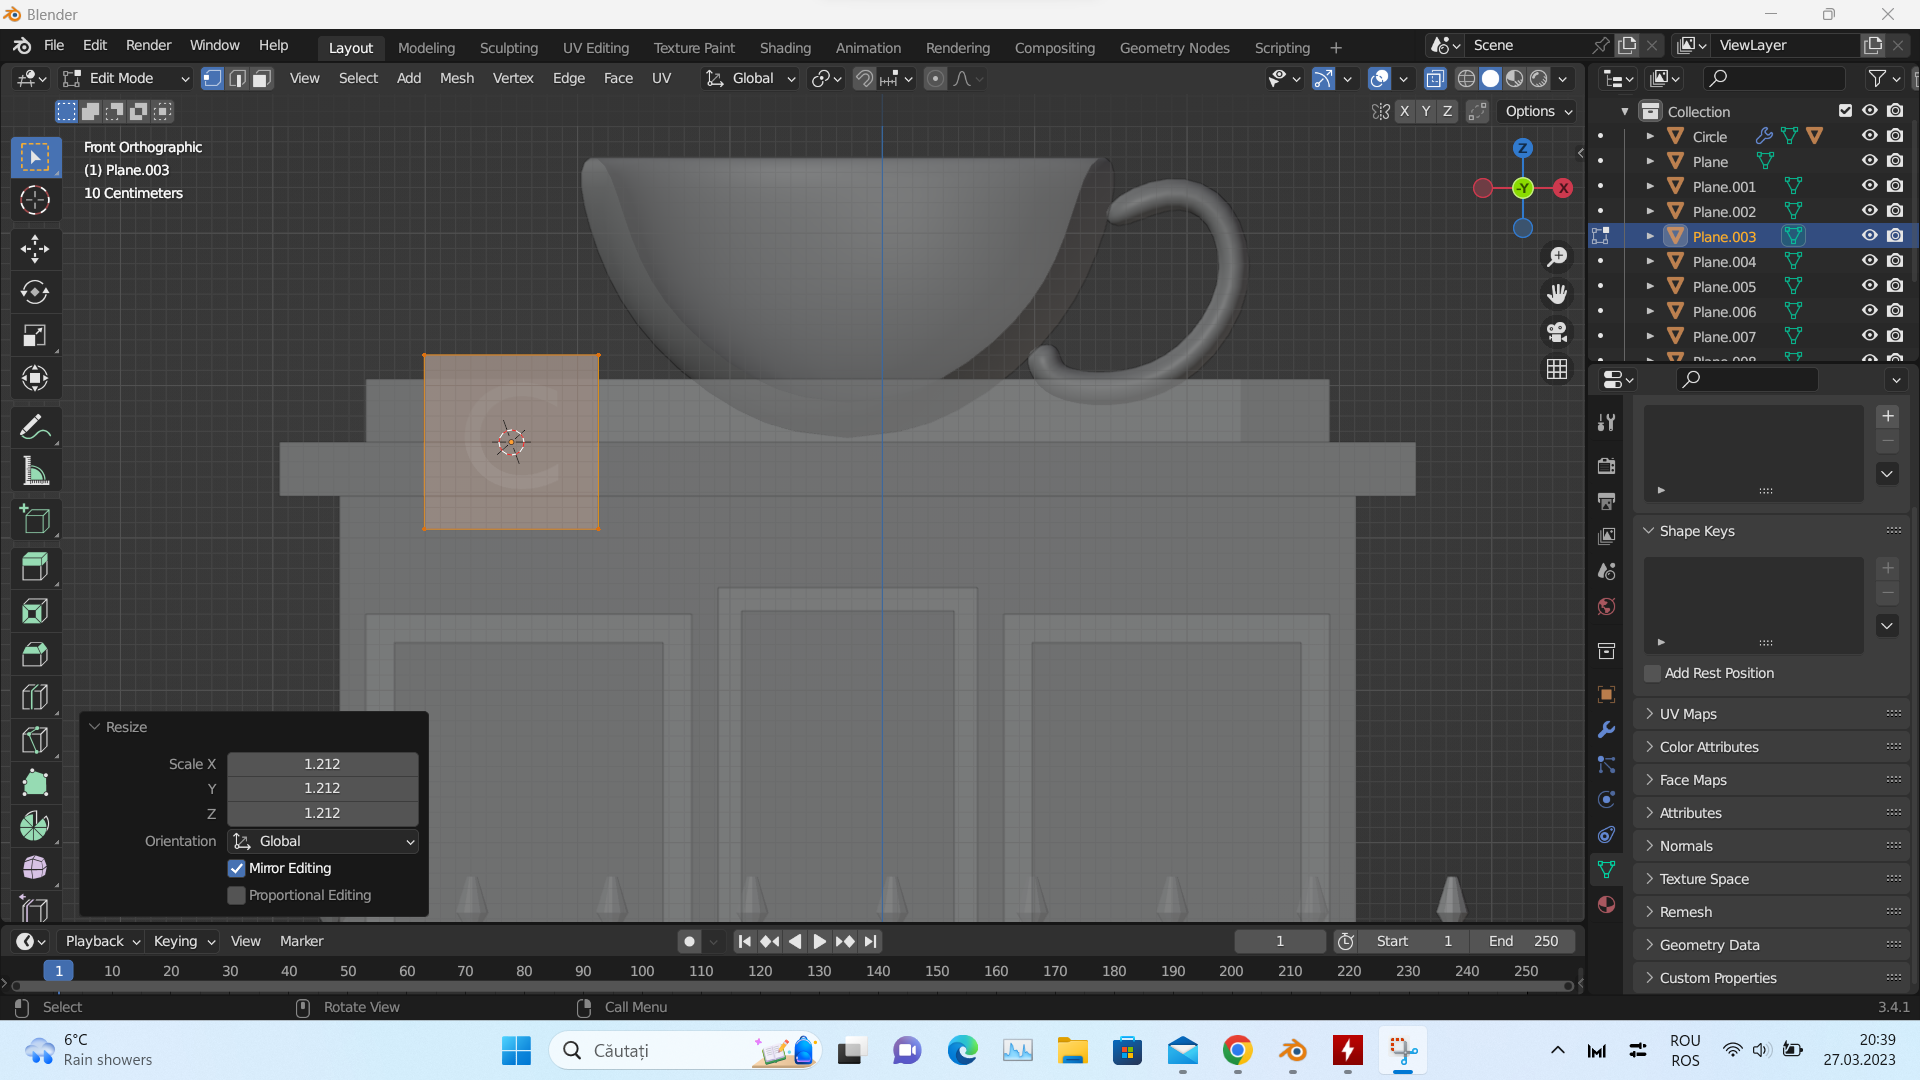 Blender
File Edit Render Window Help
Layout Modeling Sculpting UV Editing Texture Paint Shading Animation Rendering Compositing Geometry Nodes Scripting +
Scene
ViewLayer
Edit Mode
View Select Add Mesh Vertex Edge Face UV
Global
X Y Z
Options
Front Orthographic
(1) Plane.003
10 Centimeters
Z
-Y
X
C
Collection
Circle
Plane
Plane.001
Plane.002
Plane.003
Plane.004
Plane.005
Plane.006
Plane.007
Plane.008
Shape Keys
Add Rest Position
UV Maps
Color Attributes
Face Maps
Attributes
Normals
Texture Space
Remesh
Geometry Data
Custom Properties
Resize
Scale X 1.212
Y 1.212
Z 1.212
Orientation Global
Mirror Editing
Proportional Editing
Playback Keying View Marker
1
Start 1
End 250
1 10 20 30 40 50 60 70 80 90 100 110 120 130 140 150 160 170 180 190 200 210 220 230 240 250
Select
Rotate View
Call Menu
3.4.1
6°C
Rain showers
Căutați
ROU
ROS
20:39
27.03.2023